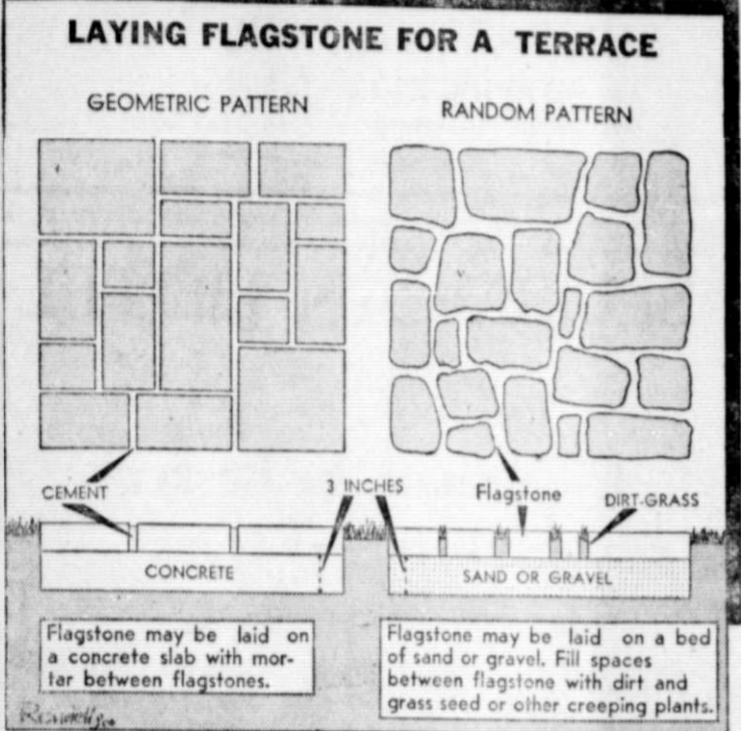 LAYING FLAGSTONE FOR A TERRACE
GEOMETRIC PATTERN
RANDOM PATTERN
CEMENT
3 INCHES
Flagstone
DIRT-GRASS
CONCRETE
SAND OR GRAVEL
Flagstone may be laid on
a concrete slab with mor-
tar between flagstones.
Flagstone may be laid on a bed
of sand or gravel. Fill spaces
between flagstone with dirt and
grass seed or other creeping plants.